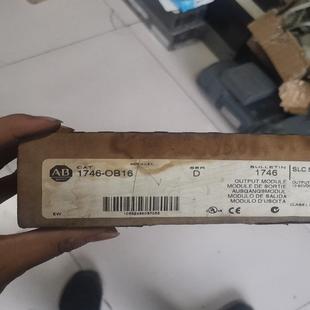 AB
CAT.
1746-OB16
SER
D
BULLETIN
1746
SLC 5
OUTPUT MODULE
MODULE DE SORTIE
AUSGANGSMODUL
MODULO DE SALIDA
MODULO D'USCITA